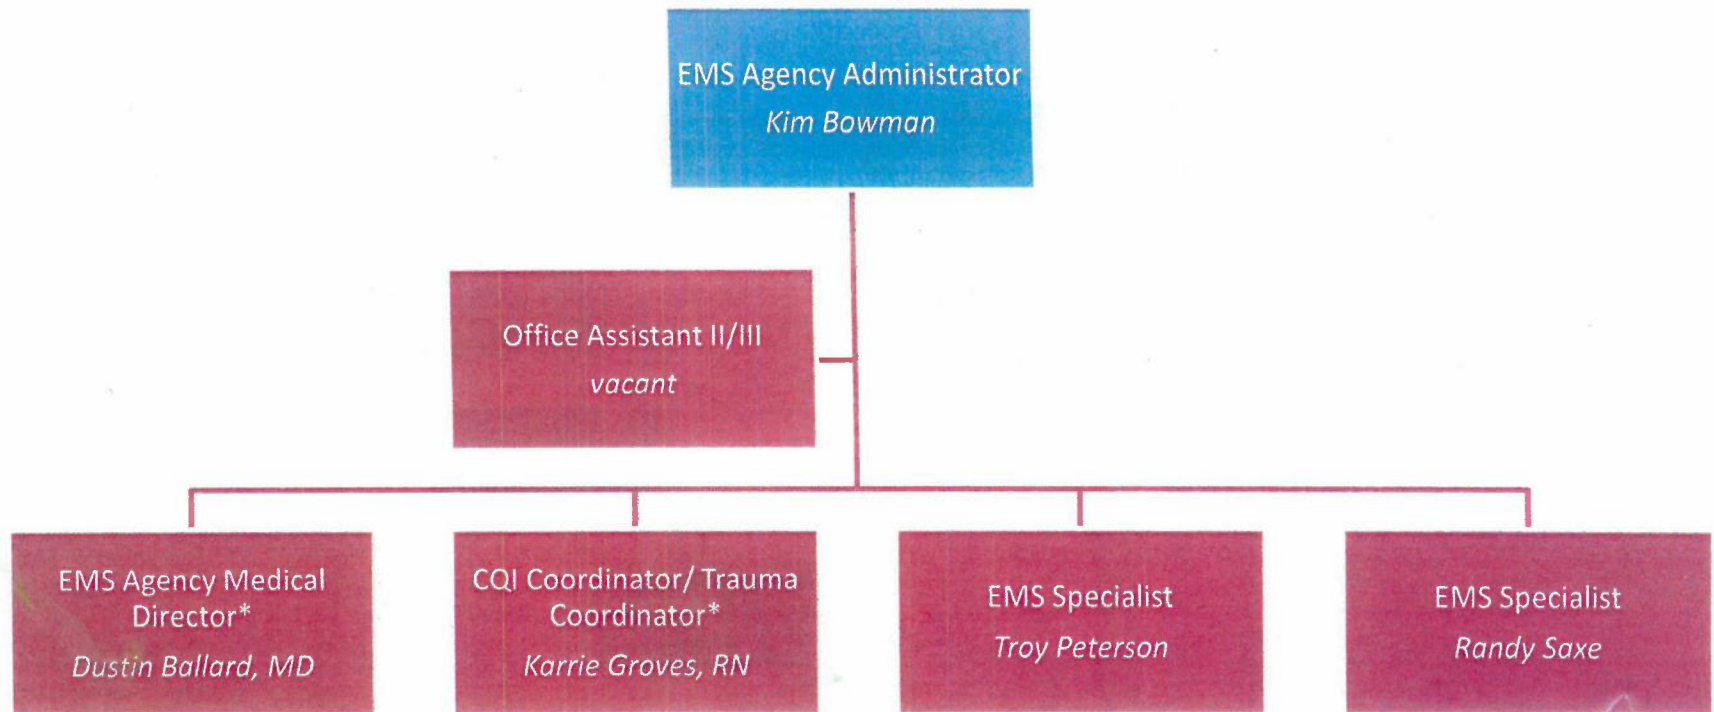 EMS Agency Administrator
Kim Bowman
Office Assistant II/III
vacant
EMS Agency Medical
Director*
Dustin Ballard, MD
CQI Coordinator/ Trauma
Coordinator*
Karrie Groves, RN
EMS Specialist
Troy Peterson
EMS Specialist
Randy Saxe